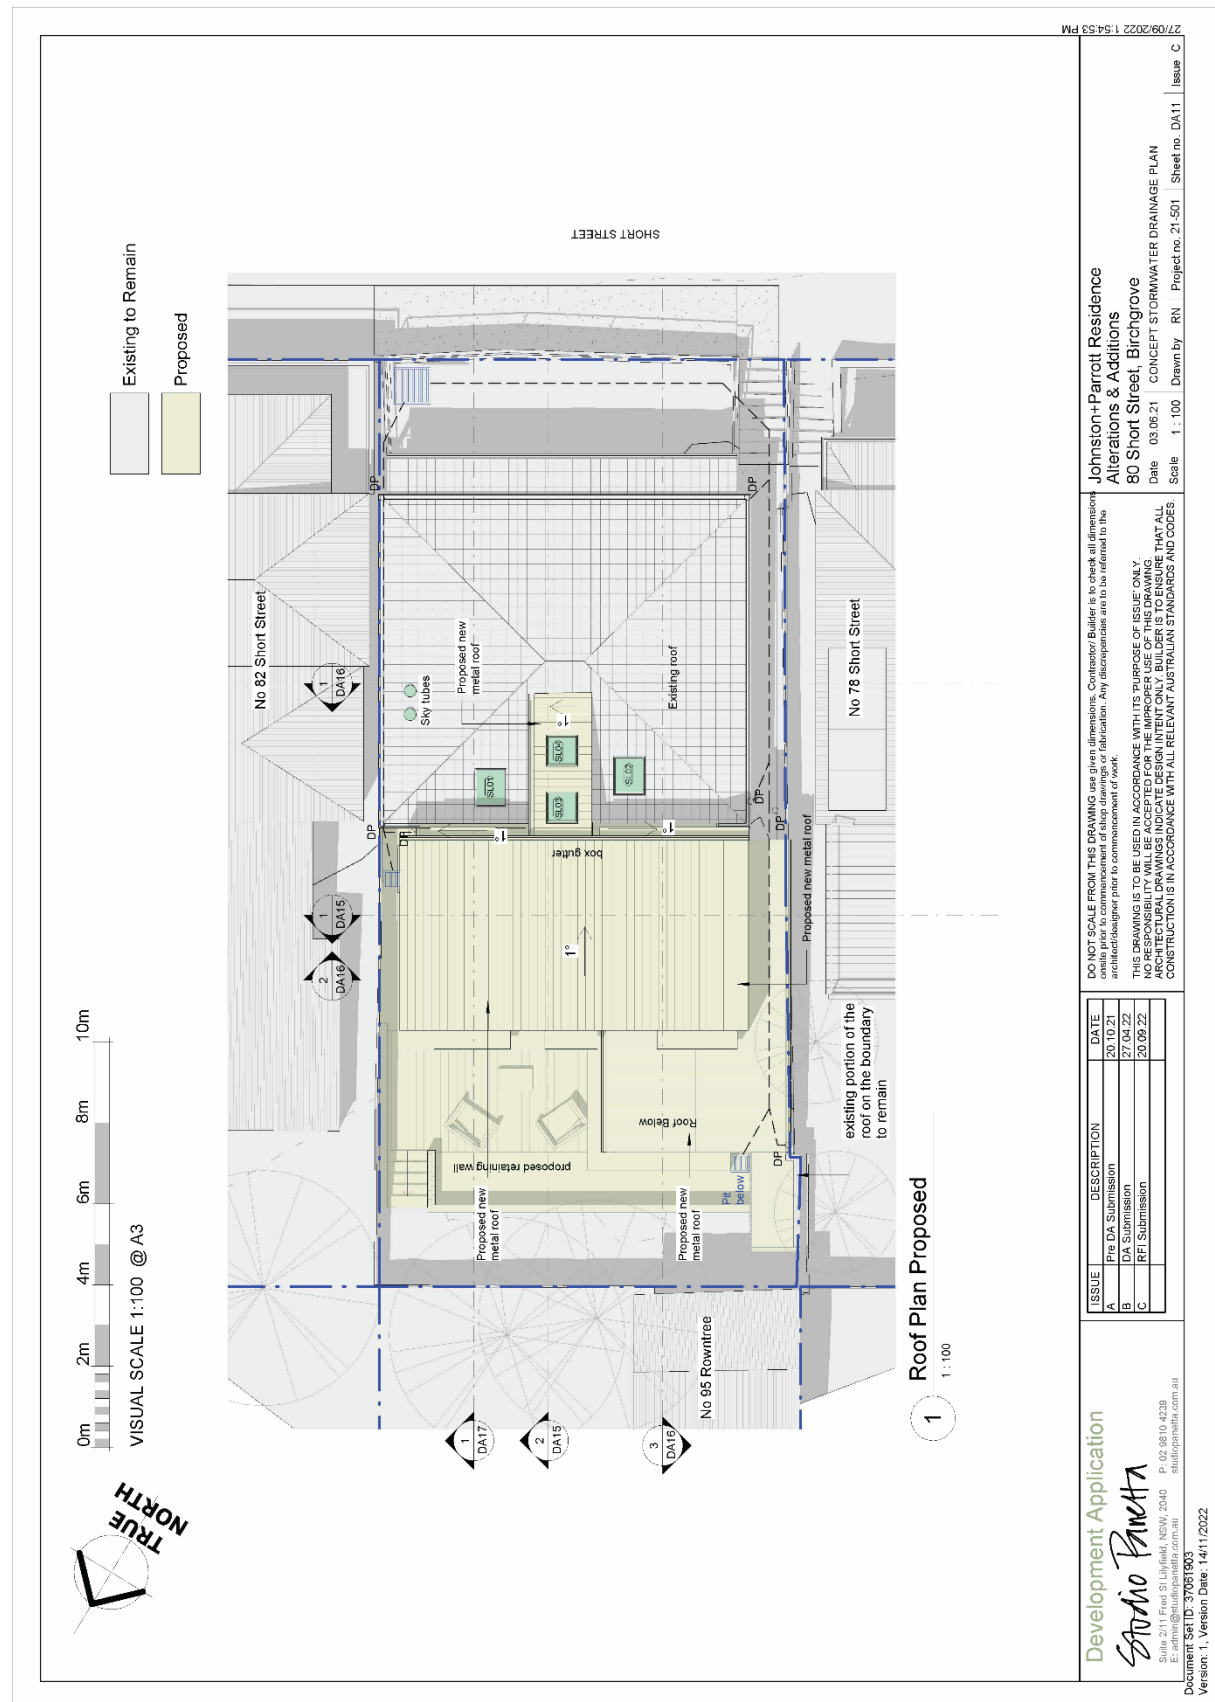 27/09/2022 1:54:53 PM
0m 2m 4m 6m 8m 10m
VISUAL SCALE 1:100 @ A3
TRUE
NORTH
Existing to Remain
Proposed
SHORT STREET
No 82 Short Street
1
DA16
1
DA15
2
DA16
DP
DP
DP
Sky tubes
Proposed new
metal roof
SL01
SL04
SL03
SL02
1°
1°
1°
Existing roof
DP
DP
DP
box gutter
1°
No 78 Short Street
Proposed new metal roof
existing portion of the
roof on the boundary
to remain
Roof Below
proposed retaining wall
Proposed new
metal roof
Proposed new
metal roof
Pit
below
DP
No 95 Rowntree
1
DA17
2
DA15
3
DA16
1
Roof Plan Proposed
1 : 100
Development Application
Studio Panetta
Suite 2/11 Fred St Lilyfield, NSW, 2040 P: 02 9810 4239
E: admin@studiopanetta.com.au studiopanetta.com.au
ISSUE DESCRIPTION DATE
A Pre DA Submission 20.10.21
B DA Submission 27.04.22
C RFI Submission 20.09.22
DO NOT SCALE FROM THIS DRAWING use given dimensions. Contractor/ Builder is to check all dimensions
onsite prior to commencement of shop drawings or fabrication. Any discrepencies are to be referred to the
architect/designer prior to commencement of work.
THIS DRAWING IS TO BE USED IN ACCORDANCE WITH ITS 'PURPOSE OF ISSUE' ONLY.
NO RESPONSIBILITY WILL BE ACCEPTED FOR THE IMPROPER USE OF THIS DRAWING.
ARCHITECTURAL DRAWINGS INDICATE DESIGN INTENT ONLY. BUILDER IS TO ENSURE THAT ALL
CONSTRUCTION IS IN ACCORDANCE WITH ALL RELEVANT AUSTRALIAN STANDARDS AND CODES.
Johnston+Parrott Residence
Alterations & Additions
80 Short Street, Birchgrove
Date 03.06.21 CONCEPT STORMWATER DRAINAGE PLAN
Scale 1 : 100 Drawn by RN Project no. 21-501 Sheet no. DA11 Issue C
Document Set ID: 37061903
Version: 1, Version Date: 14/11/2022